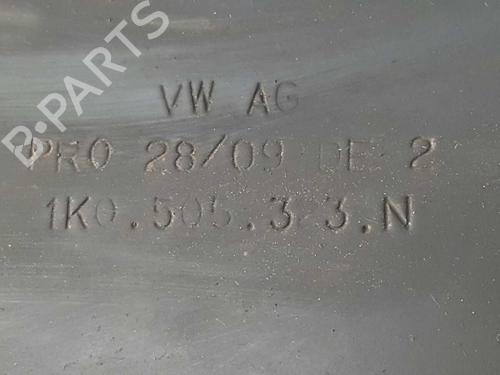 B-PARTS
VW AG
PRO 28/09 DE 2
1K0.505.323.N